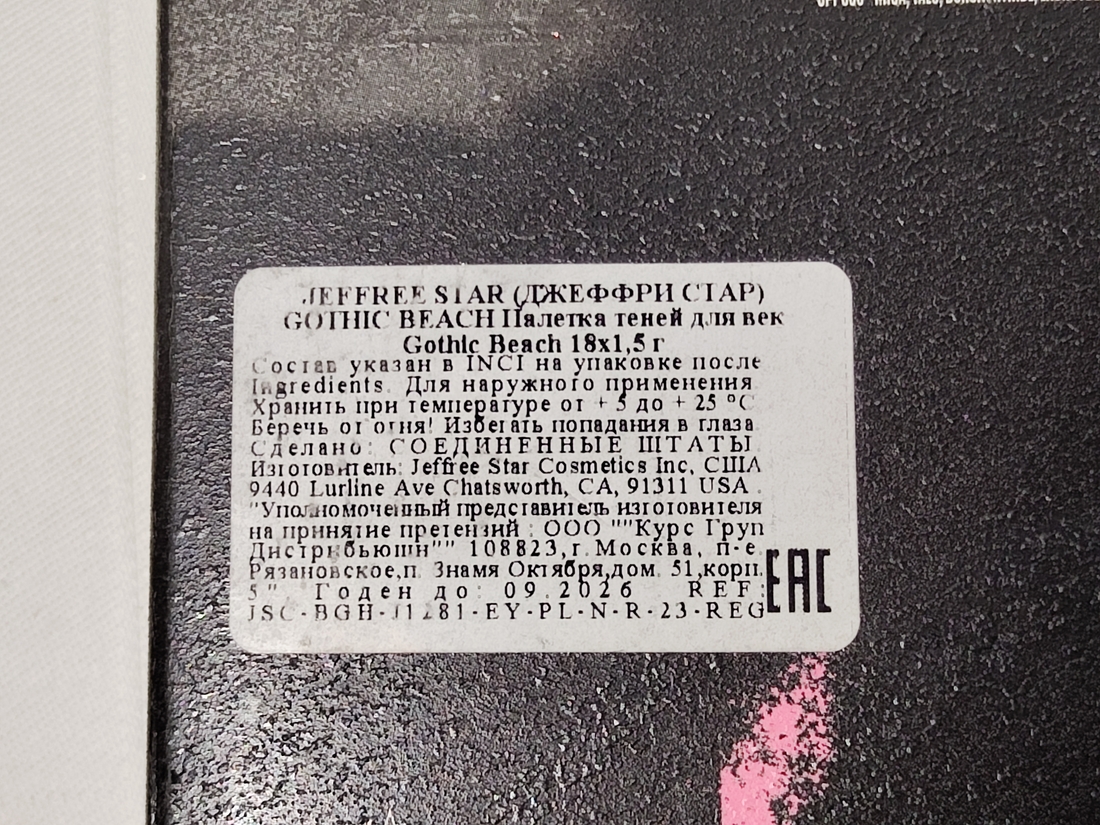 JEFFREE STAR (ДЖЕФФРИ СТАР)
GOTHIC BEACH Палетка теней для век
Gothic Beach 18x1,5 г
Состав указан в INCI на упаковке после
Ingredients. Для наружного применения
Хранить при температуре от + 5 до + 25 °C
Беречь от огня! Избегать попадания в глаза
Сделано: СОЕДИНЕННЫЕ ШТАТЫ
Изготовитель: Jeffree Star Cosmetics Inc, США
9440 Lurline Ave Chatsworth, CA, 91311 USA .
"Уполномоченный представитель изготовителя
на принятие претензий : ООО ""Курс Груп
Дистрибьюшн"" 108823,г.Москва, п-е
Рязановское,п. Знамя Октября,дом. 51,корп.
5" Годен до: 09.2026 REF:
JSC-BGH-J1281-EY-PL-N-R-23-REG
EAC